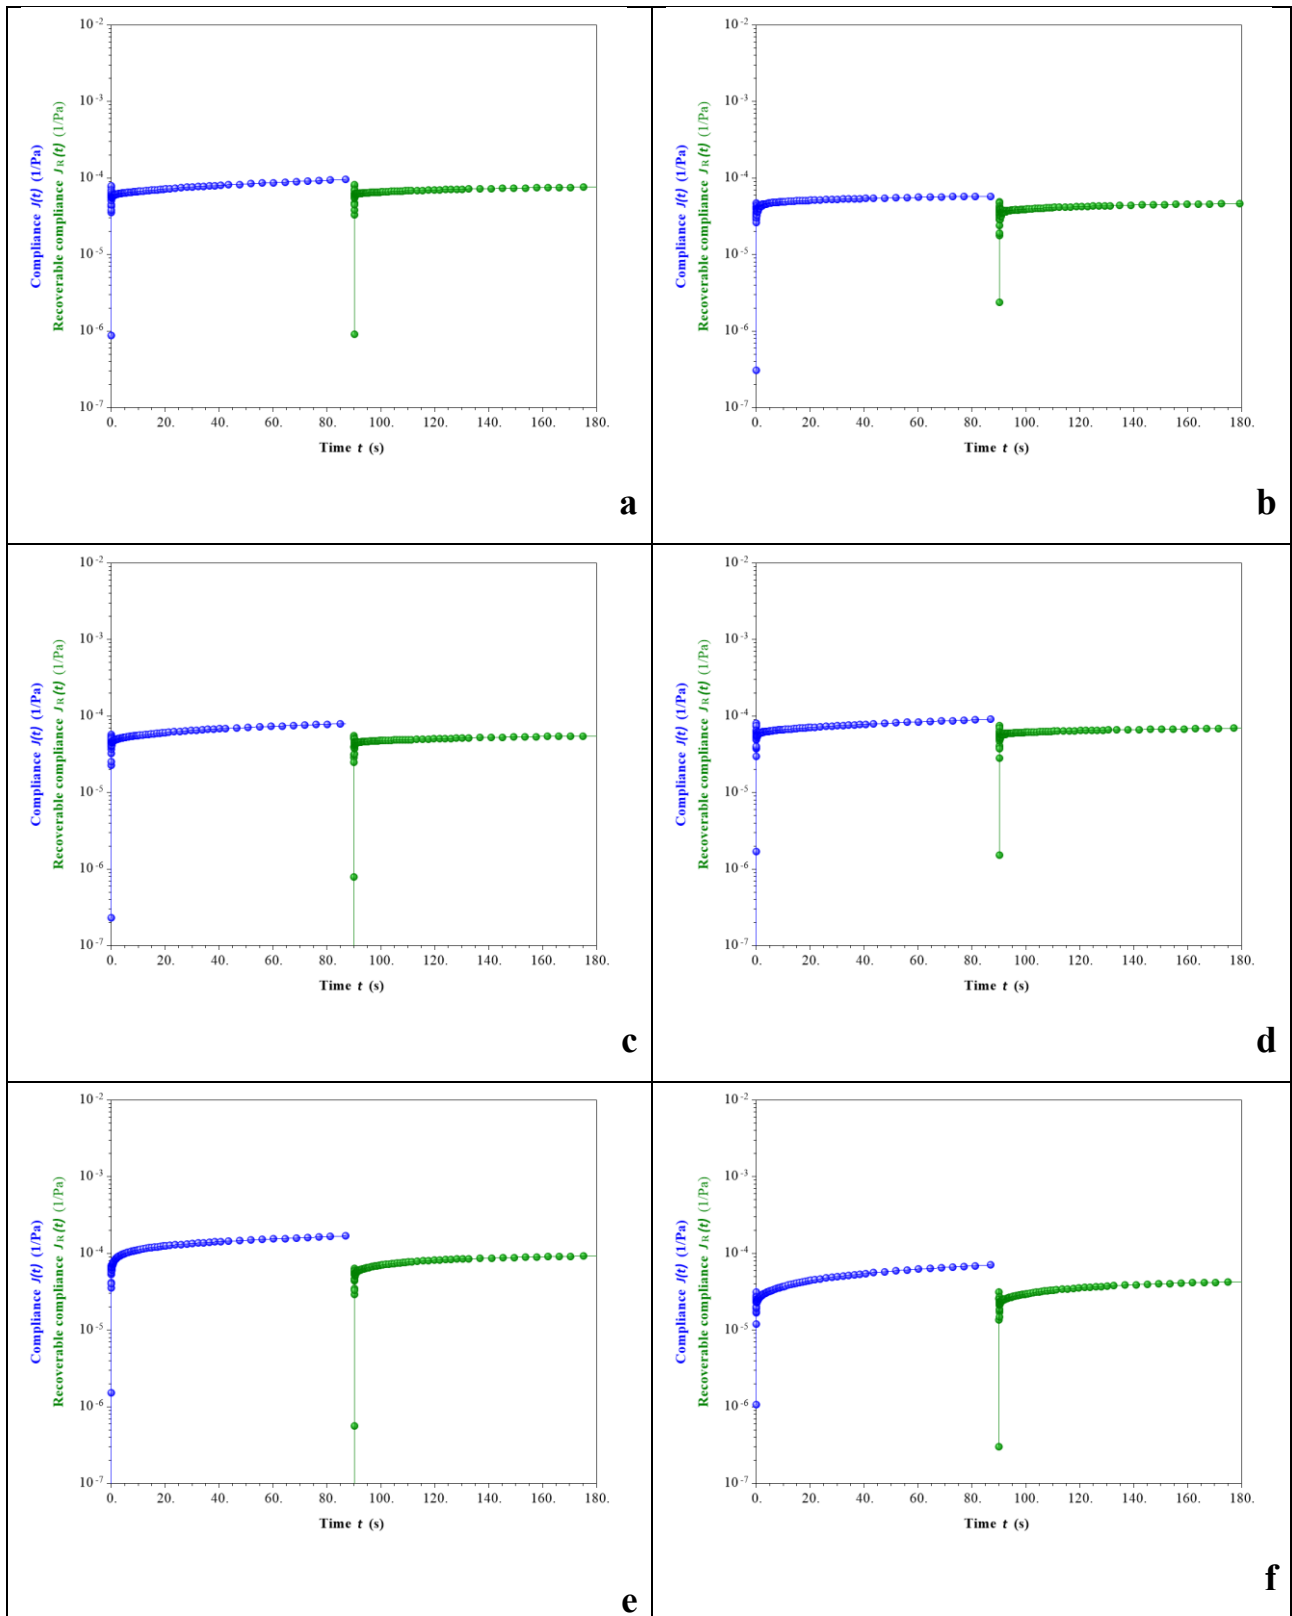 10-2
10-3
10-4
10-5
10-6
10-7
Compliance J(t) (1/Pa)
Recoverable compliance JR(t) (1/Pa)
0. 20. 40. 60. 80. 100. 120. 140. 160. 180.
Time t (s)
a
10-2
10-3
10-4
10-5
10-6
10-7
Compliance J(t) (1/Pa)
Recoverable compliance JR(t) (1/Pa)
0. 20. 40. 60. 80. 100. 120. 140. 160. 180.
Time t (s)
b
10-2
10-3
10-4
10-5
10-6
10-7
Compliance J(t) (1/Pa)
Recoverable compliance JR(t) (1/Pa)
0. 20. 40. 60. 80. 100. 120. 140. 160. 180.
Time t (s)
c
10-2
10-3
10-4
10-5
10-6
10-7
Compliance J(t) (1/Pa)
Recoverable compliance JR(t) (1/Pa)
0. 20. 40. 60. 80. 100. 120. 140. 160. 180.
Time t (s)
d
10-2
10-3
10-4
10-5
10-6
10-7
Compliance J(t) (1/Pa)
Recoverable compliance JR(t) (1/Pa)
0. 20. 40. 60. 80. 100. 120. 140. 160. 180.
Time t (s)
e
10-2
10-3
10-4
10-5
10-6
10-7
Compliance J(t) (1/Pa)
Recoverable compliance JR(t) (1/Pa)
0. 20. 40. 60. 80. 100. 120. 140. 160. 180.
Time t (s)
f